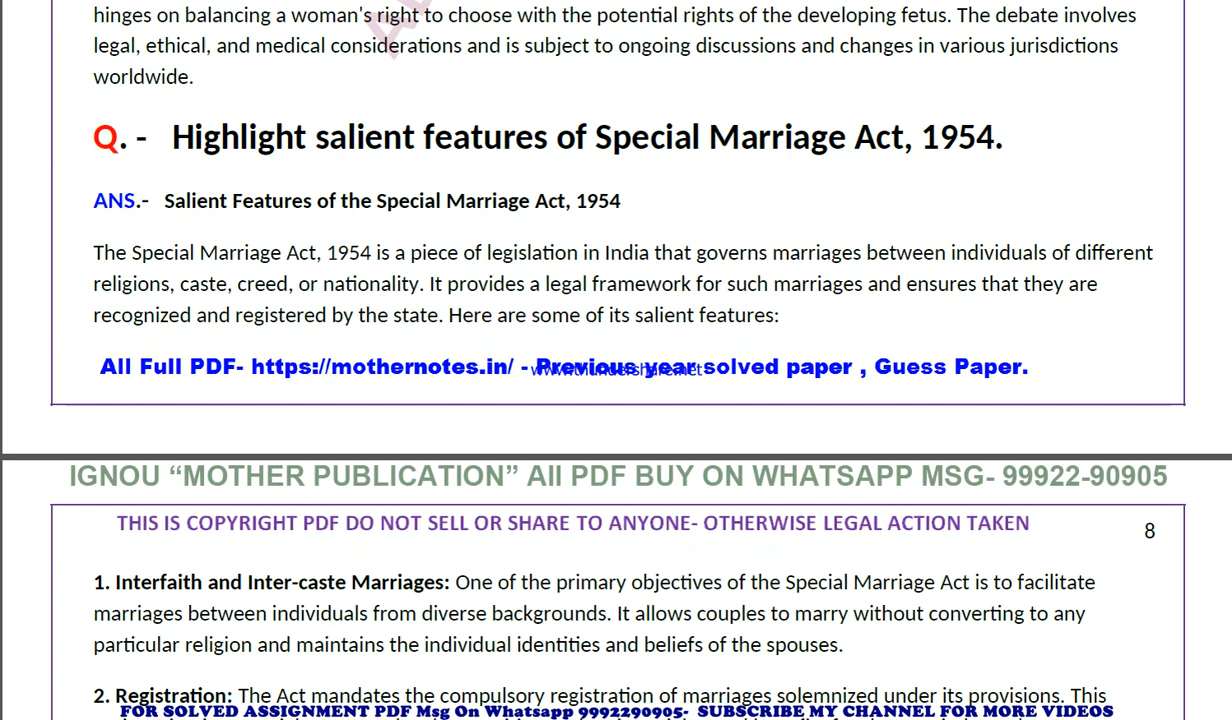 hinges on balancing a woman's right to choose with the potential rights of the developing fetus. The debate involves
legal, ethical, and medical considerations and is subject to ongoing discussions and changes in various jurisdictions
worldwide.
Q. - Highlight salient features of Special Marriage Act, 1954.
ANS.- Salient Features of the Special Marriage Act, 1954
The Special Marriage Act, 1954 is a piece of legislation in India that governs marriages between individuals of different
religions, caste, creed, or nationality. It provides a legal framework for such marriages and ensures that they are
recognized and registered by the state. Here are some of its salient features:
All Full PDF- https://mothernotes.in/ - Previous year solved paper , Guess Paper.
IGNOU “MOTHER PUBLICATION” All PDF BUY ON WHATSAPP MSG- 99922-90905
THIS IS COPYRIGHT PDF DO NOT SELL OR SHARE TO ANYONE- OTHERWISE LEGAL ACTION TAKEN
8
1. Interfaith and Inter-caste Marriages: One of the primary objectives of the Special Marriage Act is to facilitate
marriages between individuals from diverse backgrounds. It allows couples to marry without converting to any
particular religion and maintains the individual identities and beliefs of the spouses.
2. Registration: The Act mandates the compulsory registration of marriages solemnized under its provisions. This
FOR SOLVED ASSIGNMENT PDF Msg On Whatsapp 9992290905- SUBSCRIBE MY CHANNEL FOR MORE VIDEOS